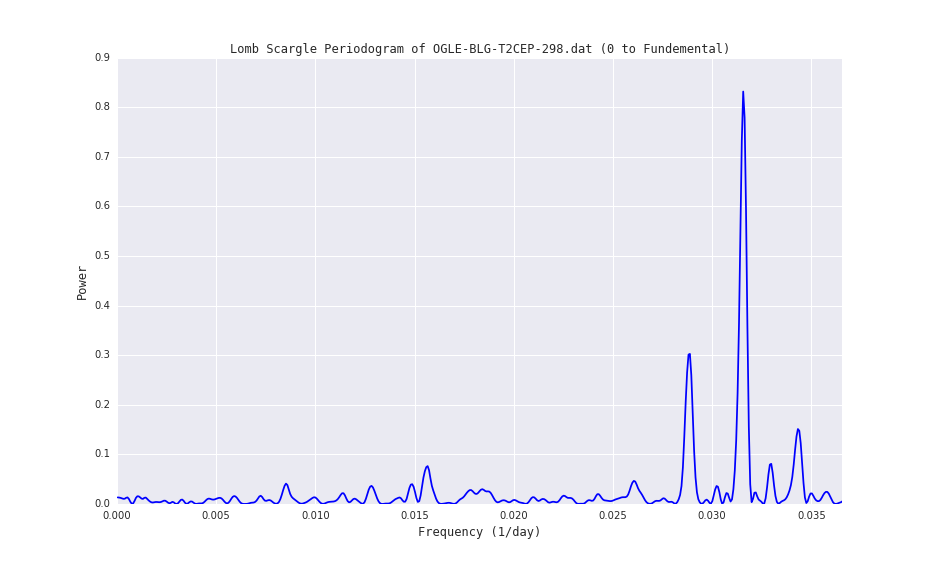 Lomb Scargle Periodogram of OGLE-BLG-T2CEP-298.dat (0 to Fundemental)
0.9
0.8
0.7
0.6
0.5
0.4
0.3
0.2
0.1
0.0
Power
0.000 0.005 0.010 0.015 0.020 0.025 0.030 0.035
Frequency (1/day)